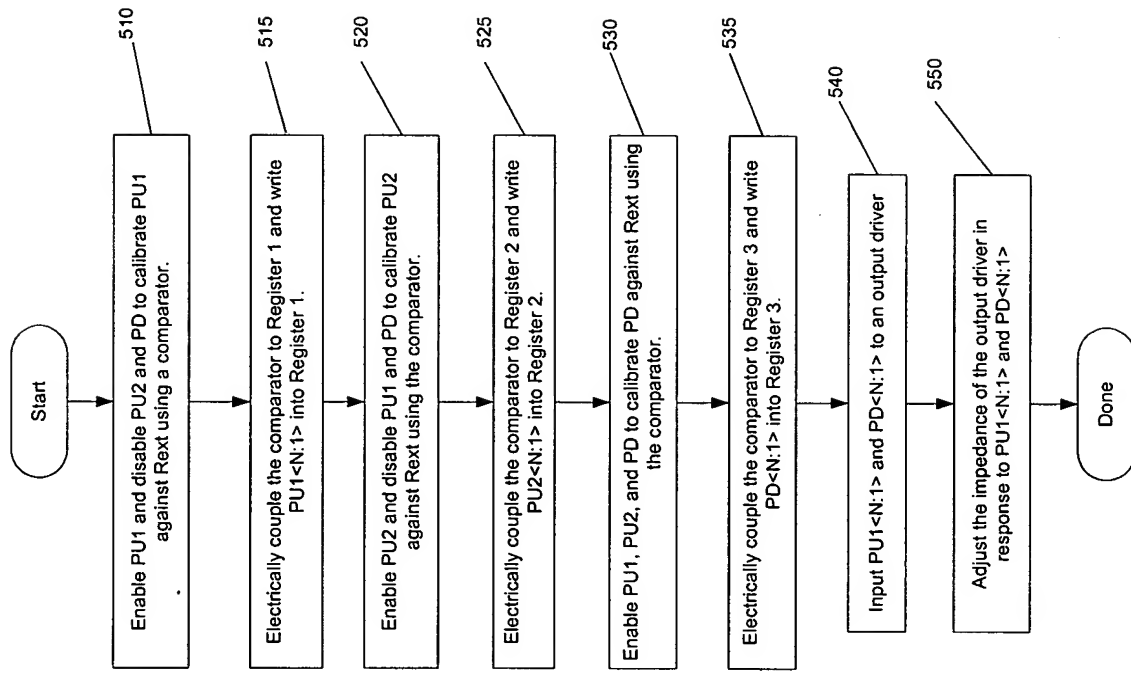 Start
Enable PU1 and disable PU2 and PD to calibrate PU1
against Rext using a comparator.
510
Electrically couple the comparator to Register 1 and write
PU1<N:1> into Register 1.
515
Enable PU2 and disable PU1 and PD to calibrate PU2
against Rext using the comparator.
520
Electrically couple the comparator to Register 2 and write
PU2<N:1> into Register 2.
525
Enable PU1, PU2, and PD to calibrate PD against Rext using
the comparator.
530
Electrically couple the comparator to Register 3 and write
PD<N:1> into Register 3.
535
Input PU1<N:1> and PD<N:1> to an output driver
540
Adjust the impedance of the output driver in
response to PU1<N:1> and PD<N:1>
550
Done